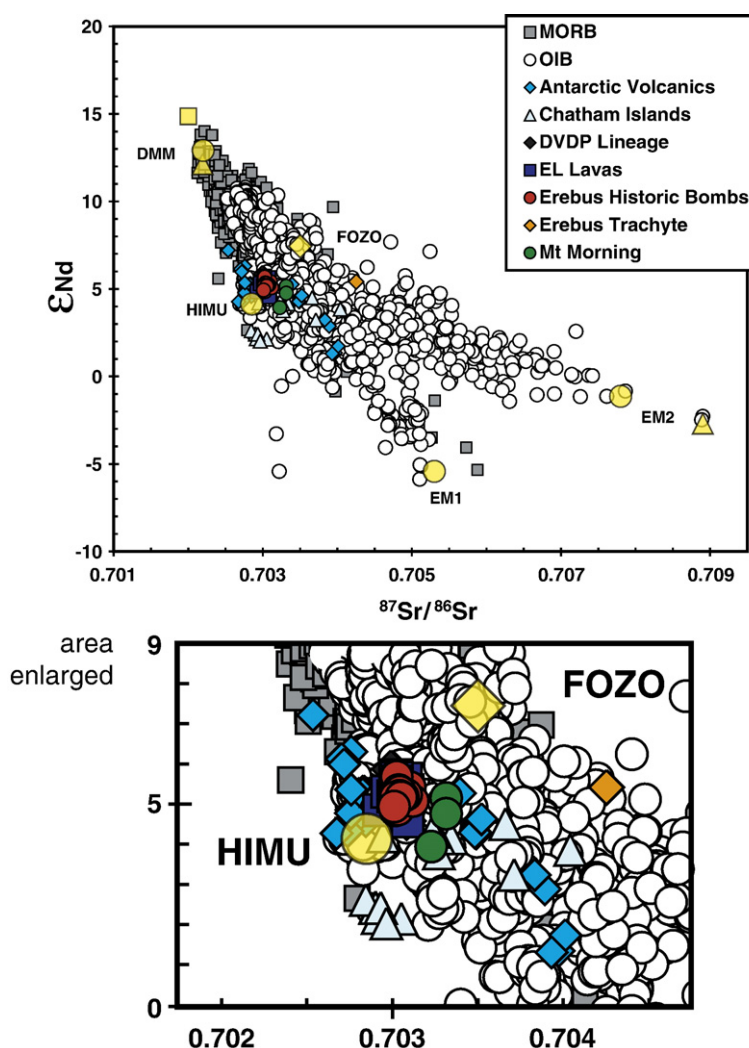 εNd
20
15
10
5
0
-5
-10
DMM
HIMU
FOZO
EM1
EM2
MORB
OIB
Antarctic Volcanics
Chatham Islands
DVDP Lineage
EL Lavas
Erebus Historic Bombs
Erebus Trachyte
Mt Morning
0.701
0.703
0.705
0.707
0.709
⁸⁷Sr/⁸⁶Sr
area
enlarged
9
5
0
FOZO
HIMU
0.702
0.703
0.704